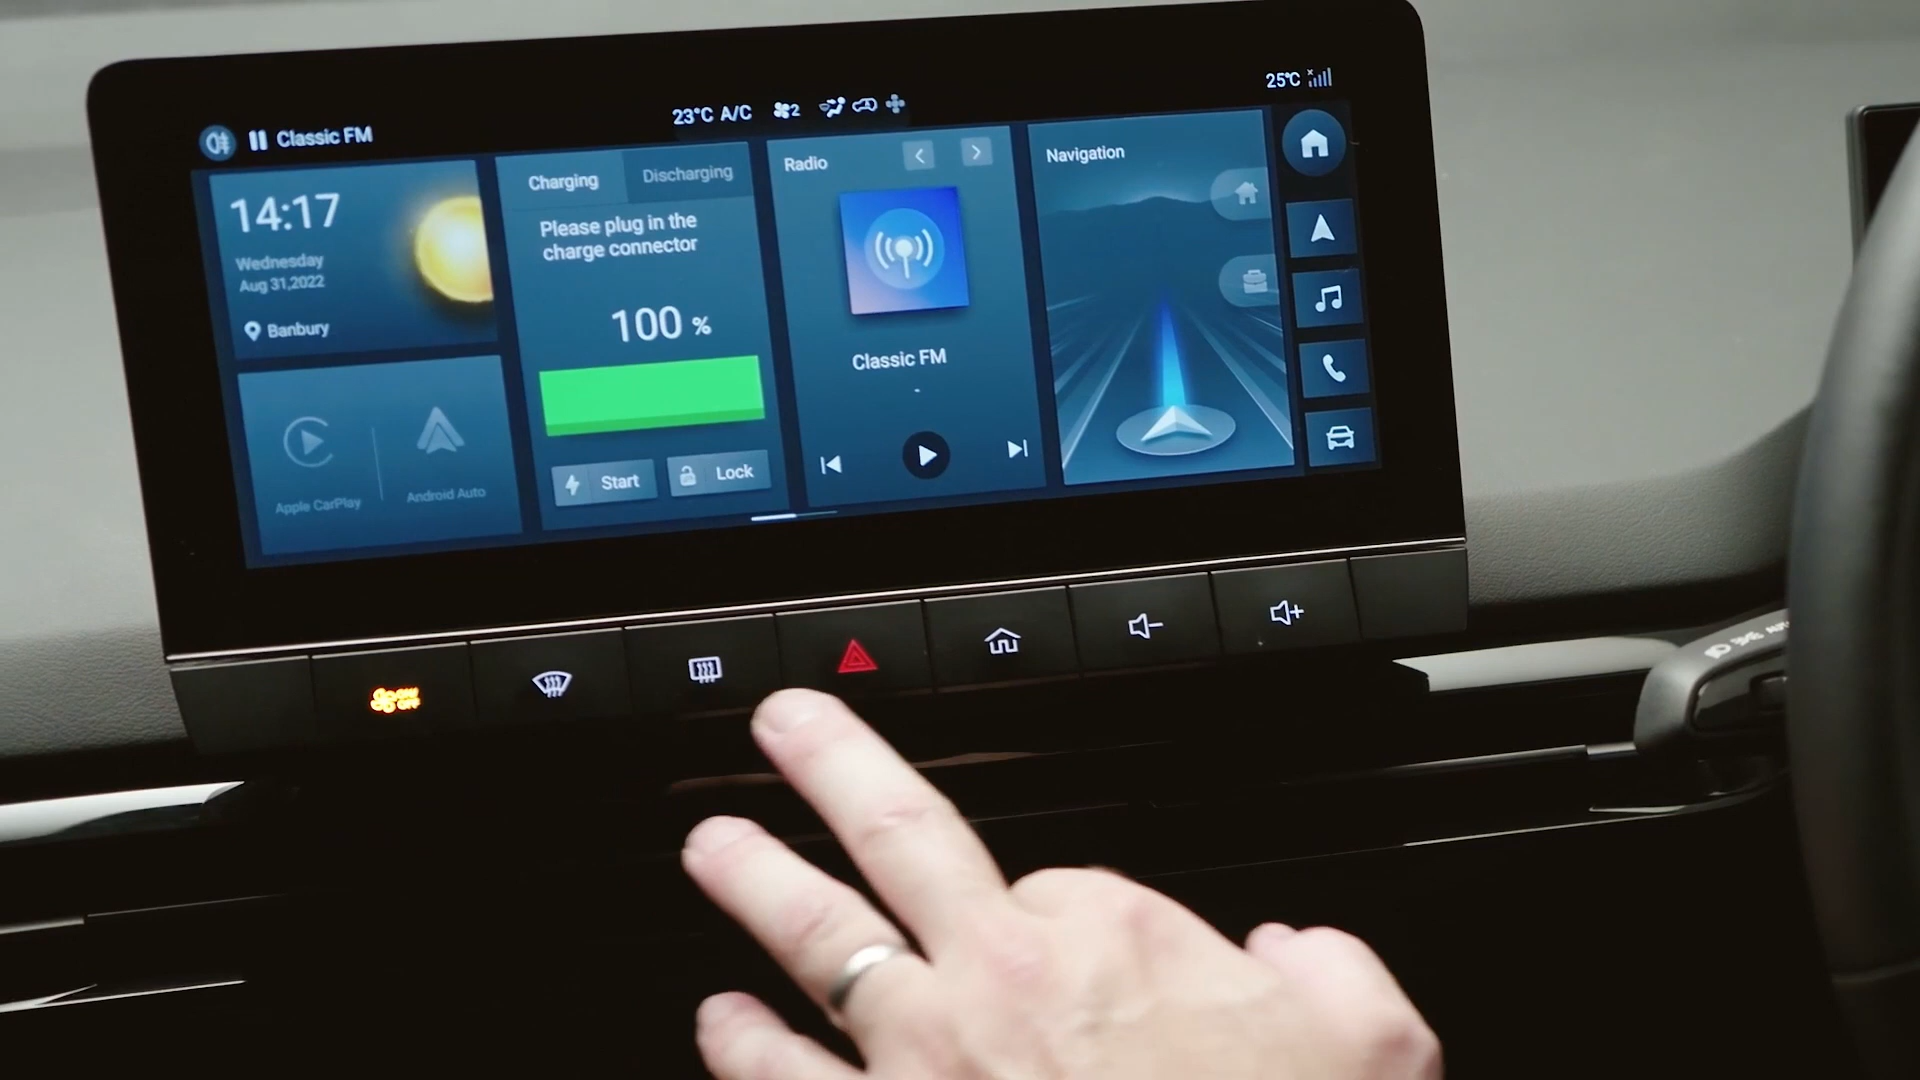 25℃
23°C A/C
2
Classic FM
14:17
Wednesday
Aug 31,2022
Banbury
Apple CarPlay
Android Auto
Charging
Discharging
Please plug in the
charge connector
100 %
Start
Lock
Radio
Classic FM
-
Navigation
OFF